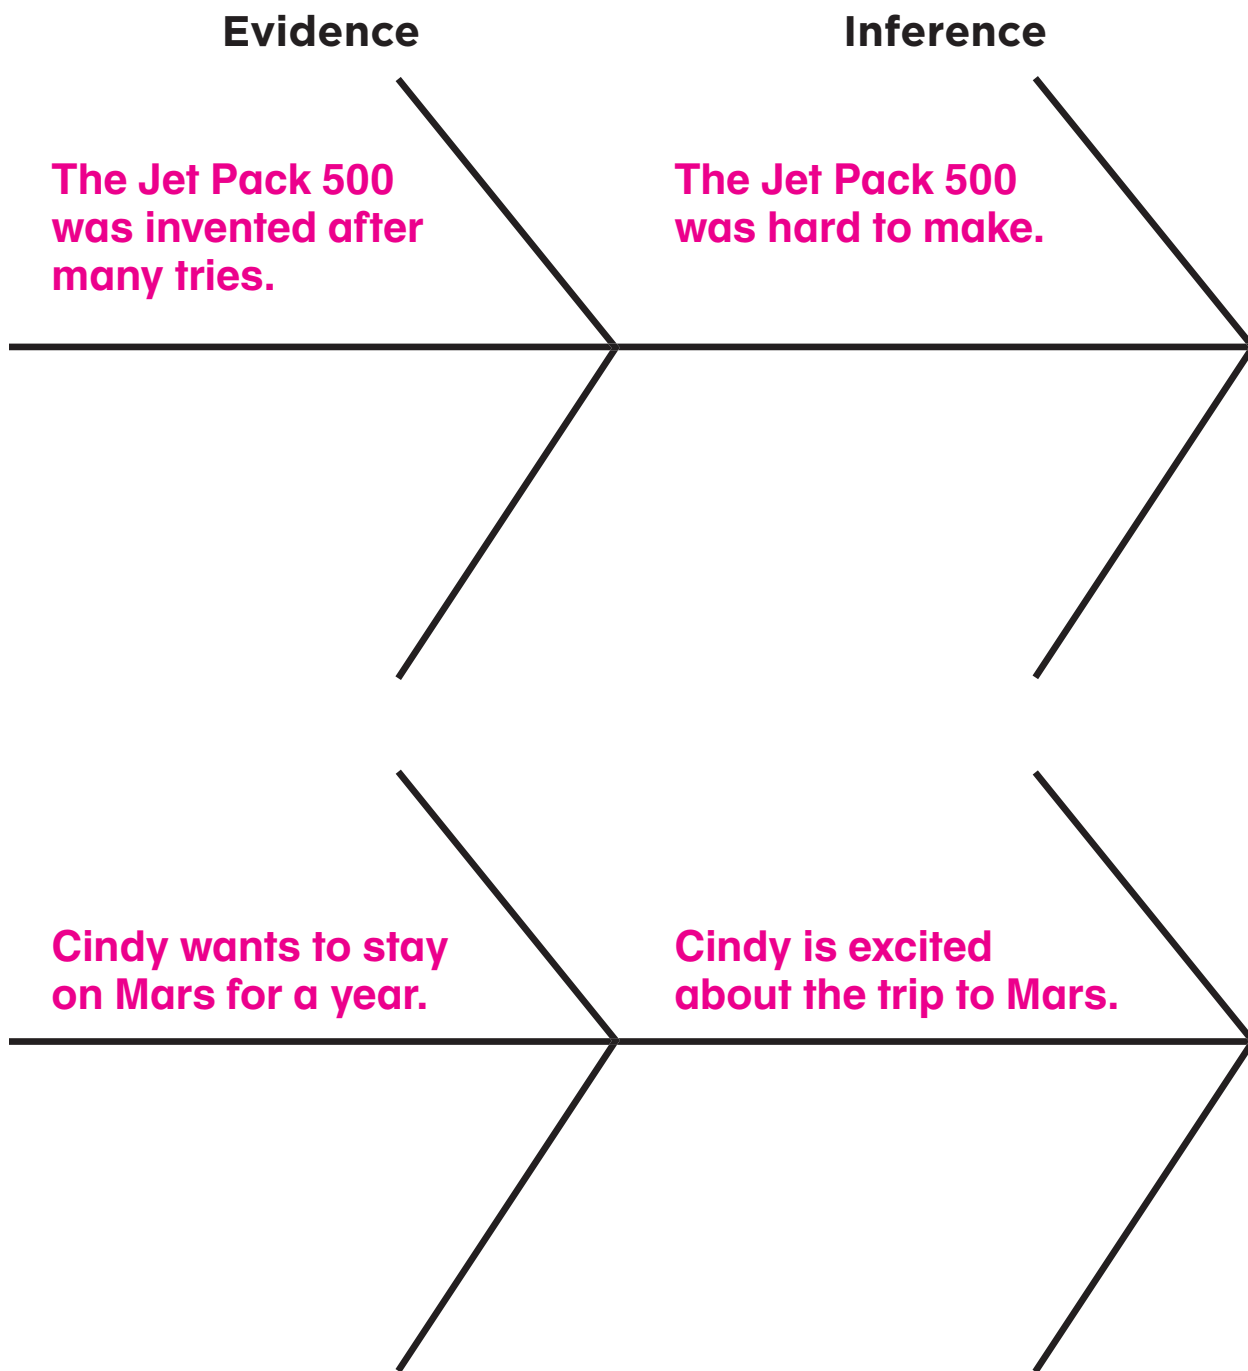 Evidence
Inference
The Jet Pack 500
was invented after
many tries.
The Jet Pack 500
was hard to make.
Cindy wants to stay
on Mars for a year.
Cindy is excited
about the trip to Mars.